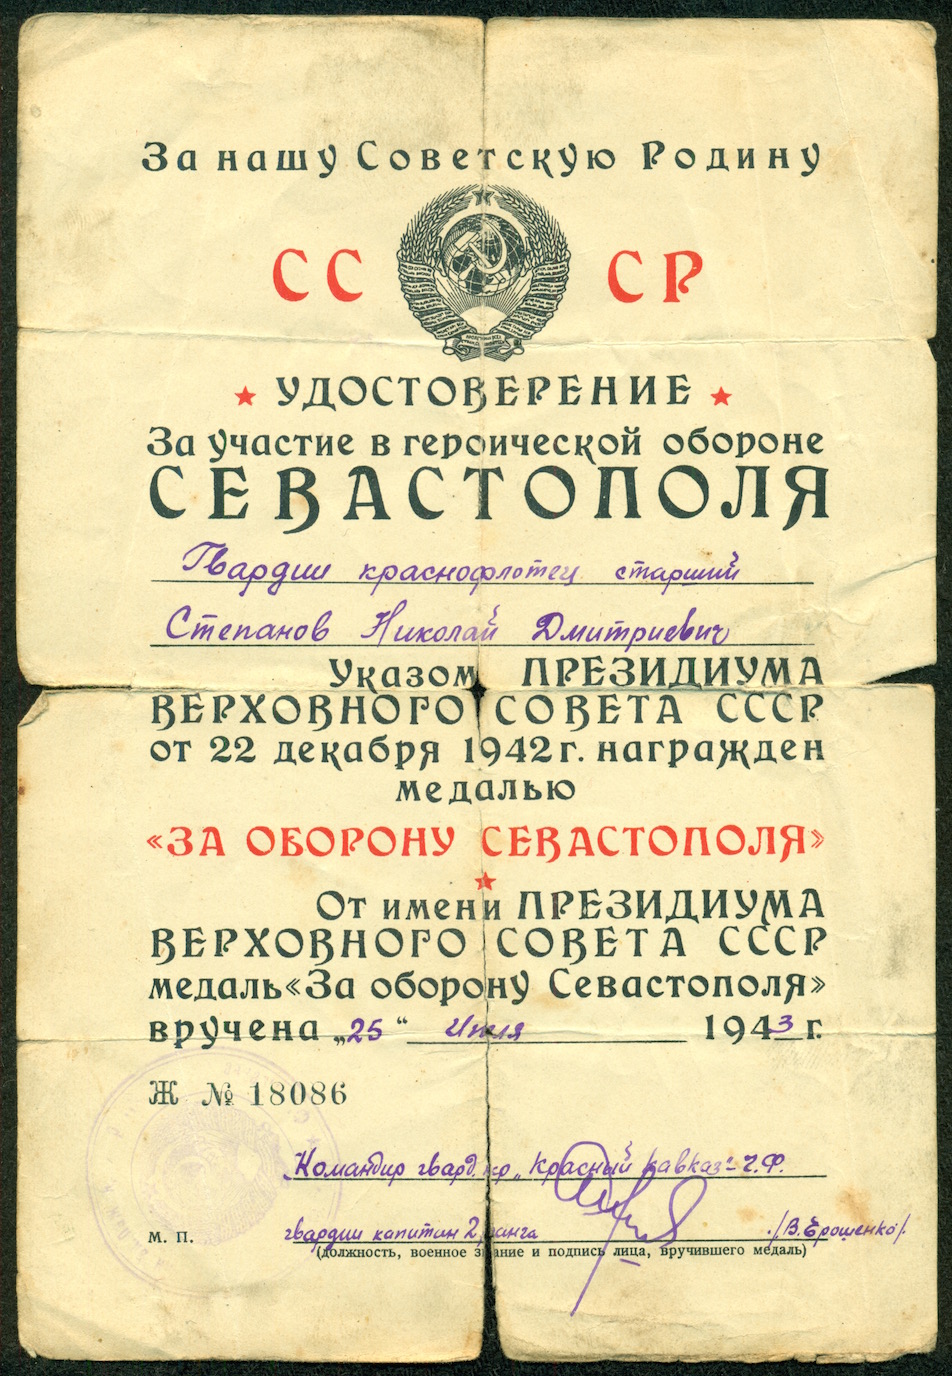 За нашу Советскую Родину
СССР
★ УДОСТОВЕРЕНИЕ ★
За участие в героической обороне
СЕВАСТОПОЛЯ
Гвардии краснофлотец старший
Степанов Николай Дмитриевич
Указом ПРЕЗИДИУМА
ВЕРХОВНОГО СОВЕТА СССР
от 22 декабря 1942 г. награжден
медалью
«ЗА ОБОРОНУ СЕВАСТОПОЛЯ»
От имени ПРЕЗИДИУМА
ВЕРХОВНОГО СОВЕТА СССР
медаль «За оборону Севастополя»
вручена „25“ Июля 1943 г.
Ж № 18086
Командир гвард. кр „Красный Кавказ"– Ч.Ф.
гвардии капитан 2 ранга /В. Ерошенко/.
М. П.
(должность, военное звание и подпись лица, вручившего медаль)